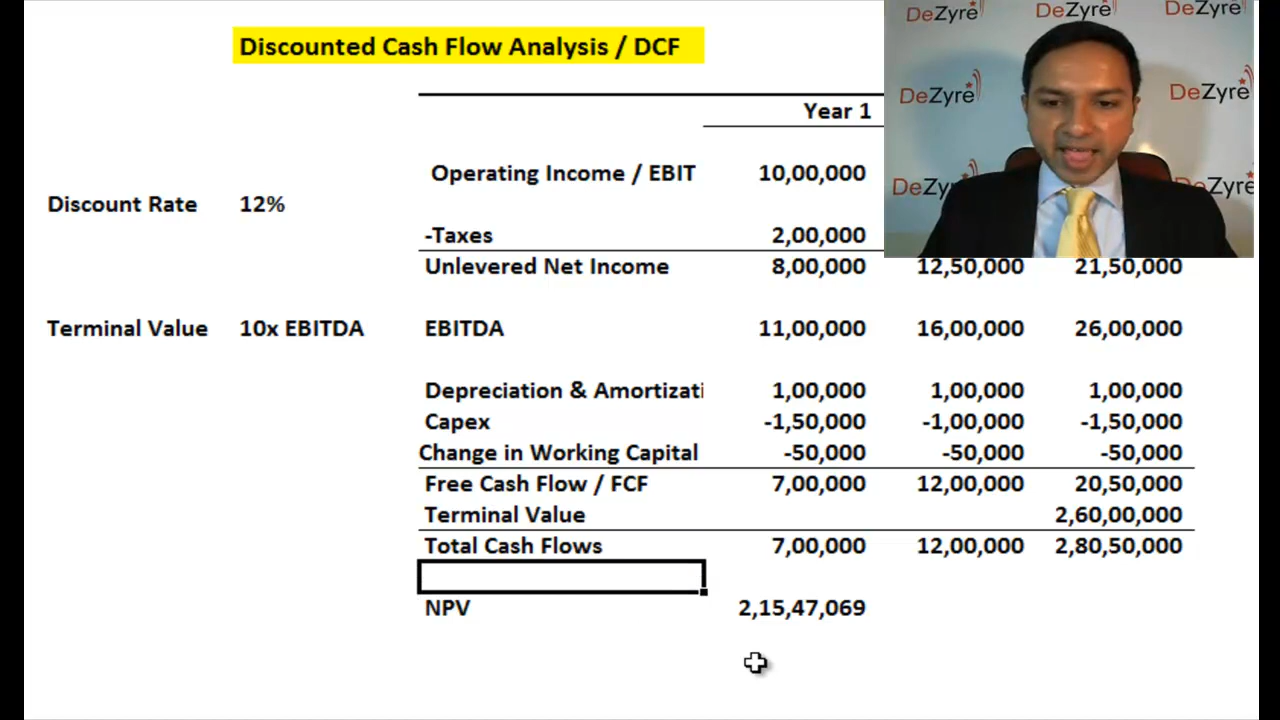 DeZyre DeZyre DeZyre
Discounted Cash Flow Analysis / DCF
DeZyre DeZyre
Year 1
Operating Income / EBIT 10,00,000
DeZy DeZyre
Discount Rate 12%
-Taxes 2,00,000
Unlevered Net Income 8,00,000 12,50,000 21,50,000
Terminal Value 10x EBITDA EBITDA 11,00,000 16,00,000 26,00,000
Depreciation & Amortizati 1,00,000 1,00,000 1,00,000
Capex -1,50,000 -1,00,000 -1,50,000
Change in Working Capital -50,000 -50,000 -50,000
Free Cash Flow / FCF 7,00,000 12,00,000 20,50,000
Terminal Value 2,60,00,000
Total Cash Flows 7,00,000 12,00,000 2,80,50,000
NPV 2,15,47,069